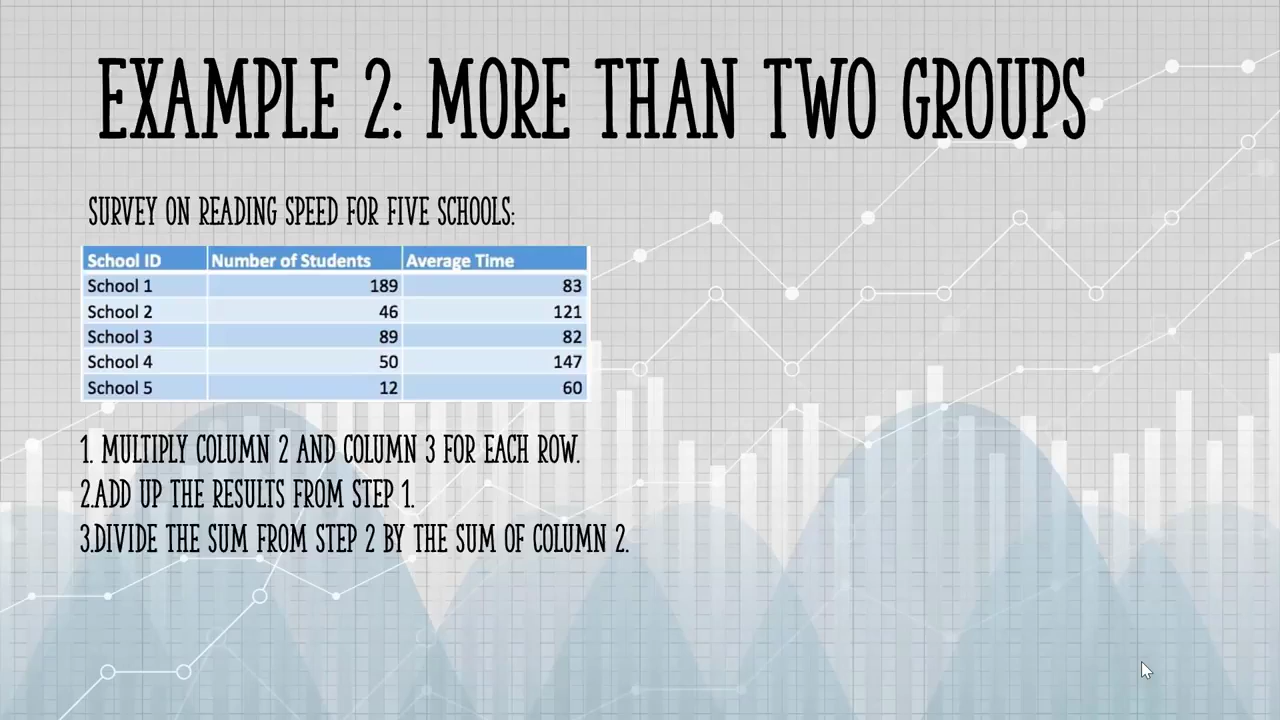 EXAMPLE 2: MORE THAN TWO GROUPS
SURVEY ON READING SPEED FOR FIVE SCHOOLS:
School ID Number of Students Average Time
School 1 189 83
School 2 46 121
School 3 89 82
School 4 50 147
School 5 12 60
1. MULTIPLY COLUMN 2 AND COLUMN 3 FOR EACH ROW.
2.ADD UP THE RESULTS FROM STEP 1.
3.DIVIDE THE SUM FROM STEP 2 BY THE SUM OF COLUMN 2.